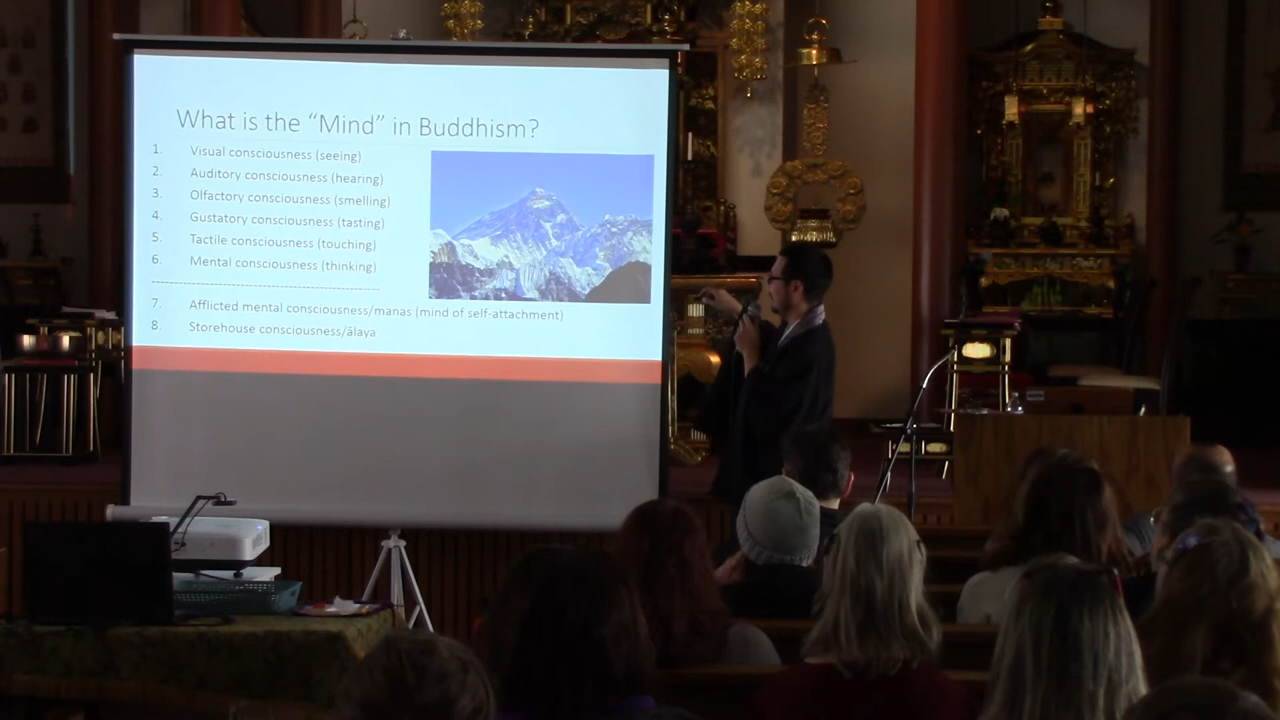 What is the “Mind” in Buddhism?
1. Visual consciousness (seeing)
2. Auditory consciousness (hearing)
3. Olfactory consciousness (smelling)
4. Gustatory consciousness (tasting)
5. Tactile consciousness (touching)
6. Mental consciousness (thinking)
7. Afflicted mental consciousness/manas (mind of self-attachment)
8. Storehouse consciousness/ālaya